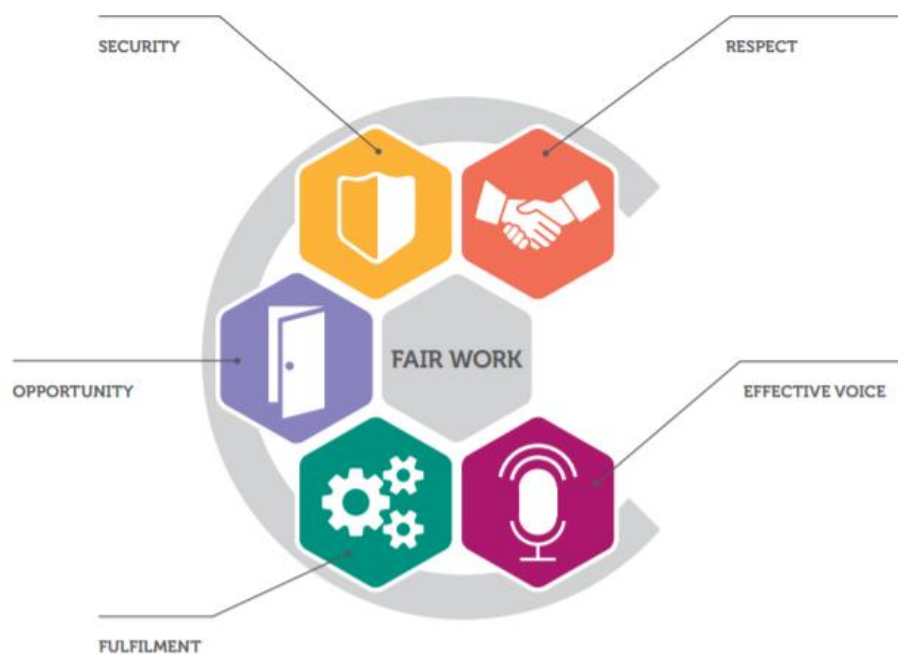 SECURITY
RESPECT
FAIR WORK
OPPORTUNITY
EFFECTIVE VOICE
FULFILMENT